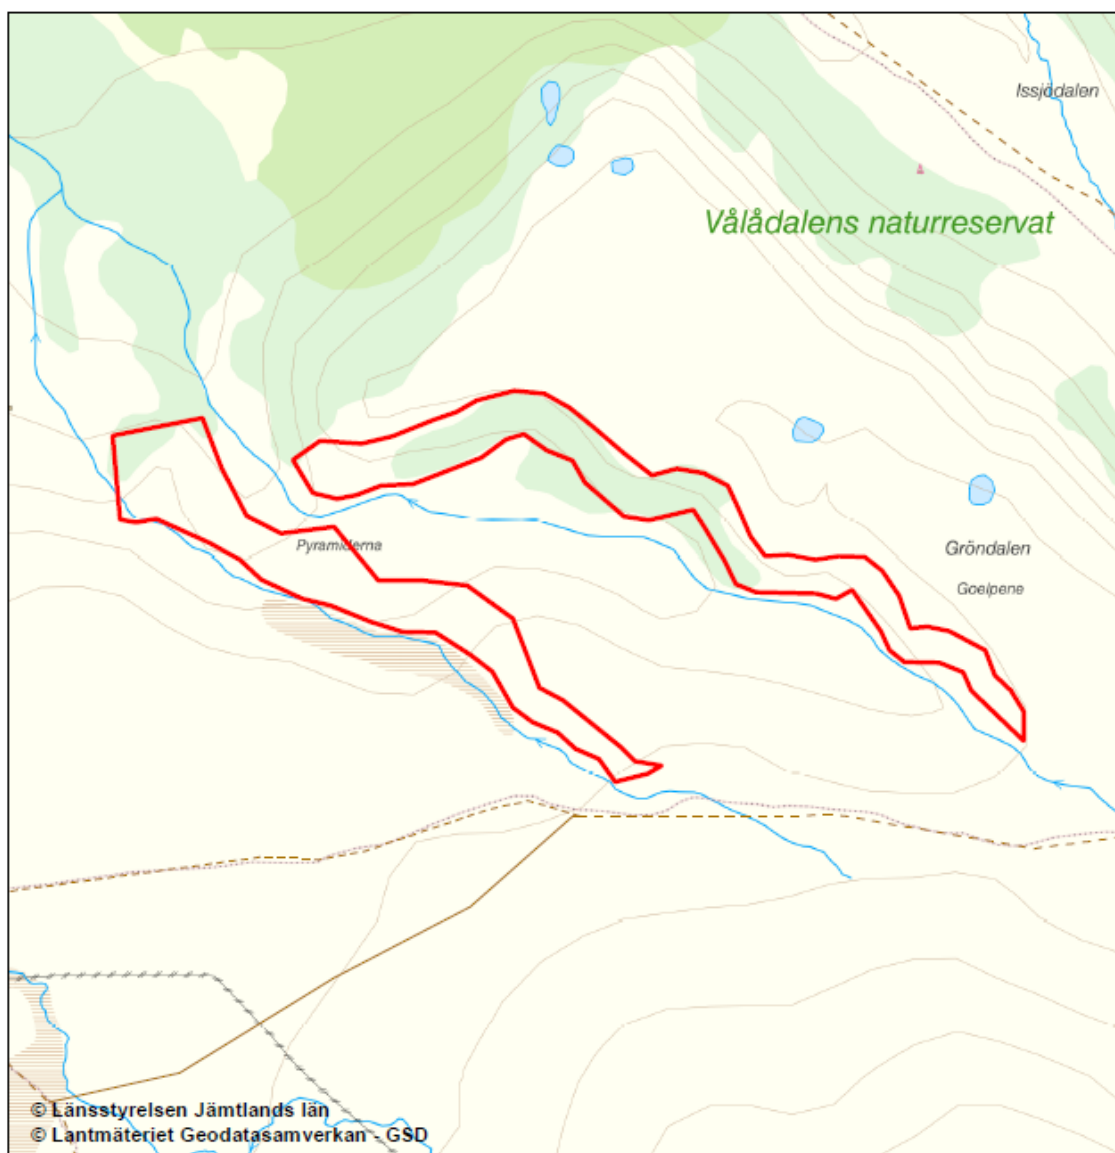 Issjödalen
Vålådalens naturreservat
Pyramiderna
Gröndalen
Goelpene
© Länsstyrelsen Jämtlands län
© Lantmäteriet Geodatasamverkan - GSD